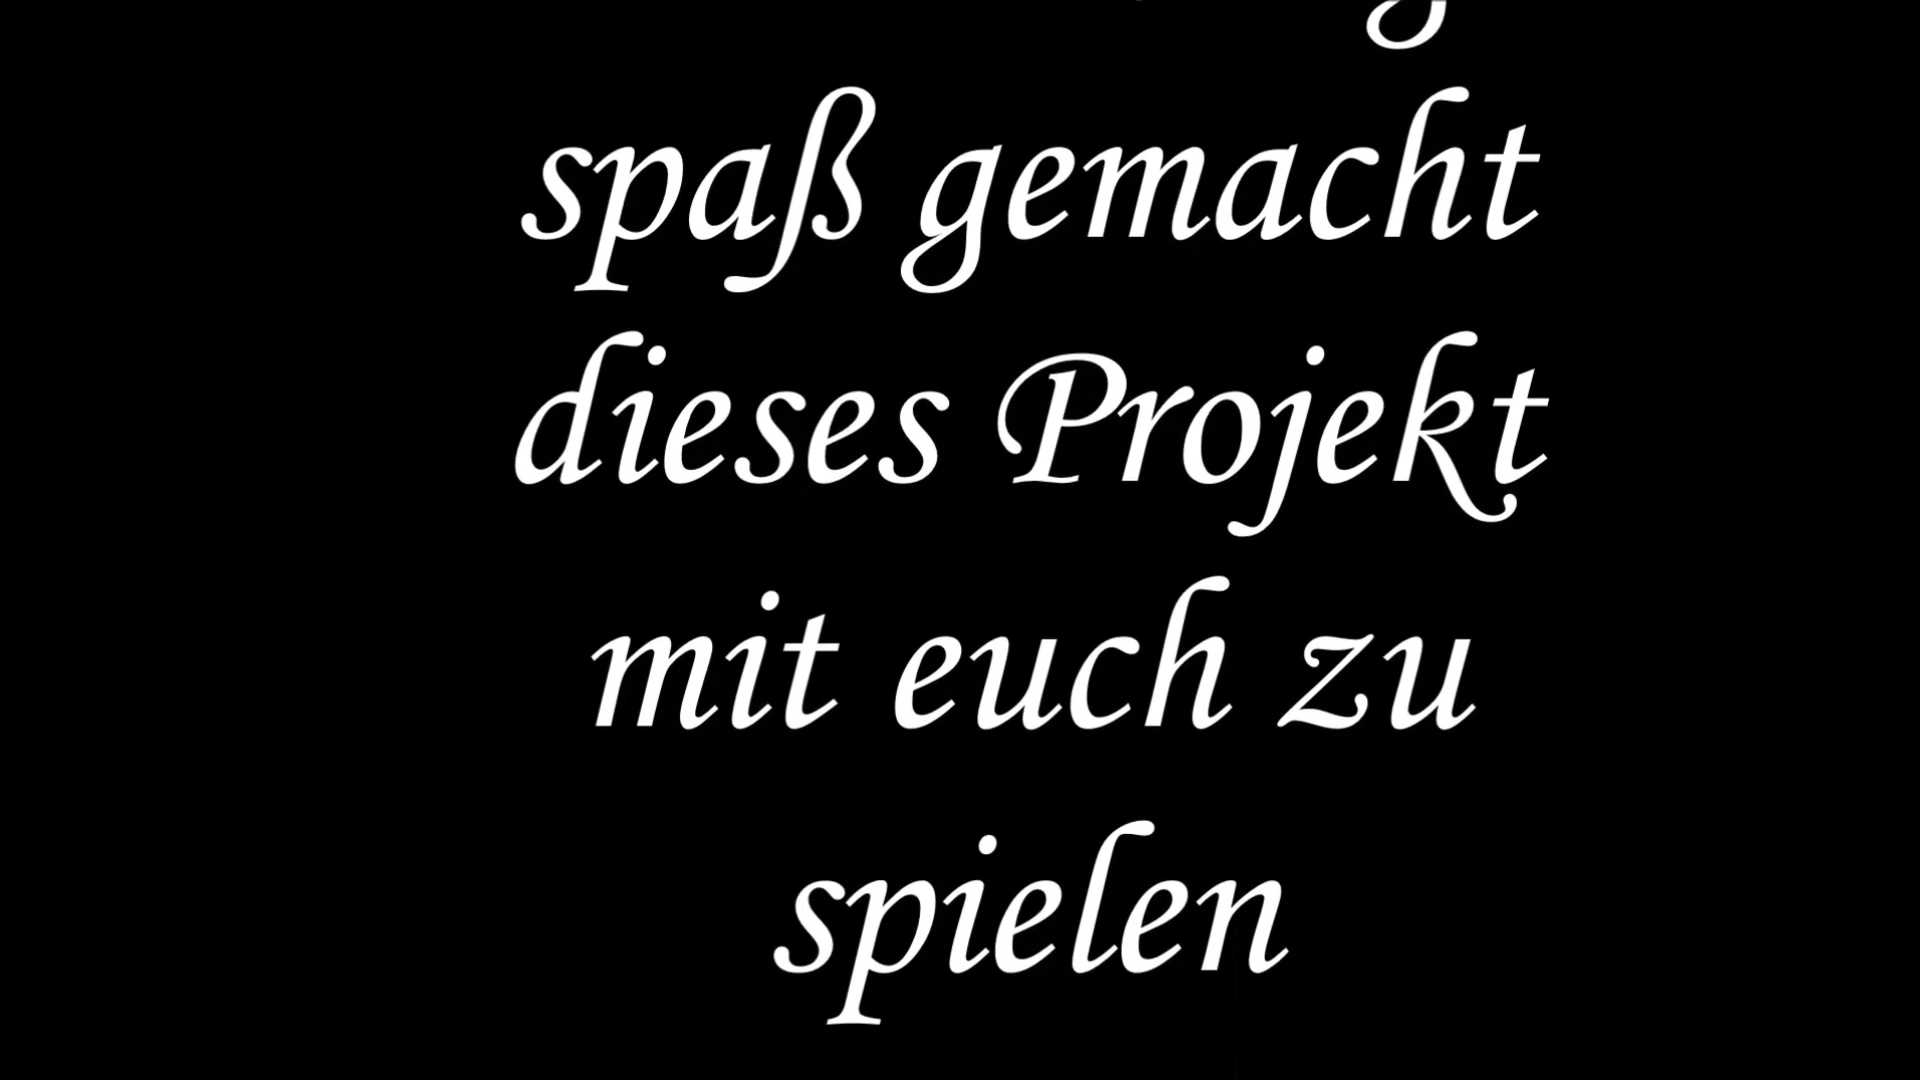 spaß gemacht
dieses Projekt
mit euch zu
spielen